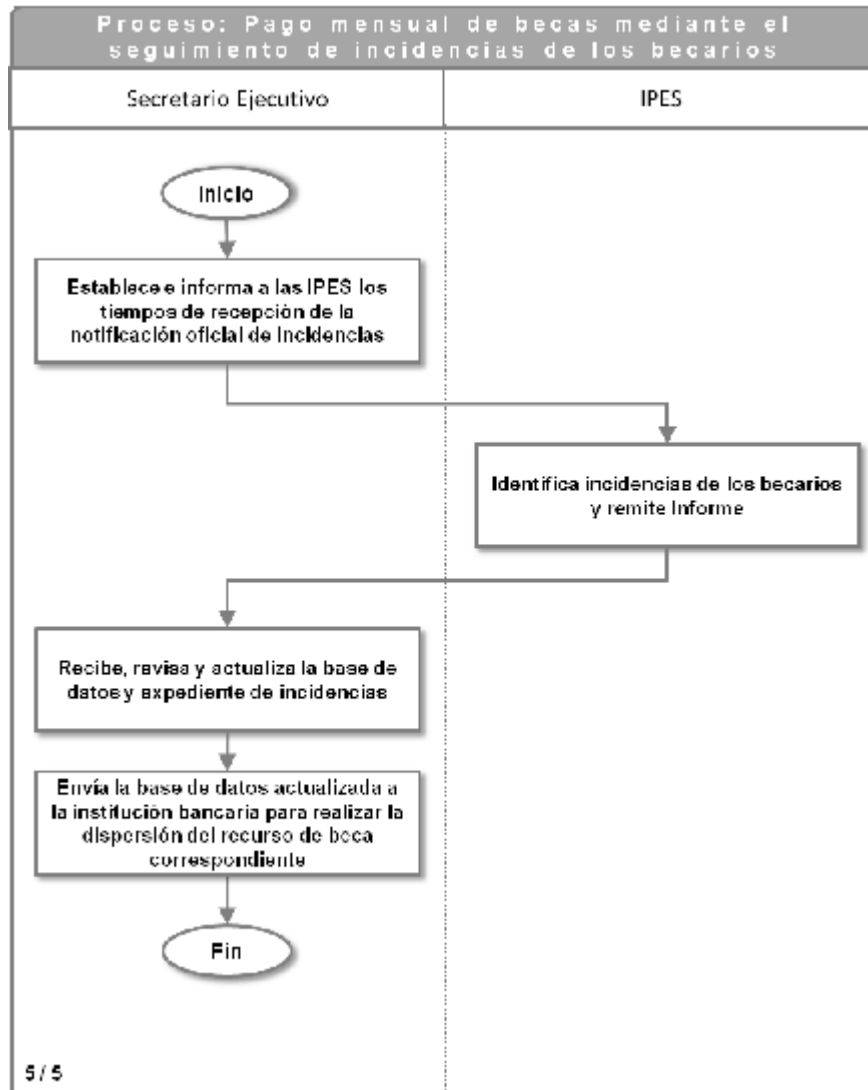 Proceso: Pago mensual de becas mediante el
seguimiento de incidencias de los becarios
Secretario Ejecutivo
IPES
Inicio
Establece e informa a las IPES los
tiempos de recepción de la
notificación oficial de incidencias
Identifica incidencias de los becarios
y remite informe
Recibe, revisa y actualiza la base de
datos y expediente de incidencias
Envía la base de datos actualizada a
la institución bancaria para realizar la
dispersión del recurso de beca
correspondiente
Fin
5 / 5